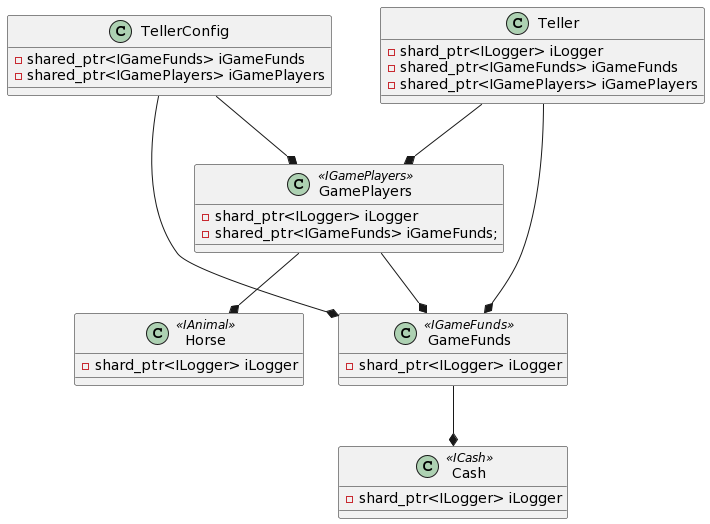 C TellerConfig
shared_ptr<IGameFunds> iGameFunds
shared_ptr<IGamePlayers> iGamePlayers
C Teller
shard_ptr<ILogger> iLogger
shared_ptr<IGameFunds> iGameFunds
shared_ptr<IGamePlayers> iGamePlayers
«IGamePlayers»
C GamePlayers
shard_ptr<ILogger> iLogger
shared_ptr<IGameFunds> iGameFunds;
«IAnimal»
C Horse
shard_ptr<ILogger> iLogger
«IGameFunds»
C GameFunds
shard_ptr<ILogger> iLogger
«ICash»
C Cash
shard_ptr<ILogger> iLogger